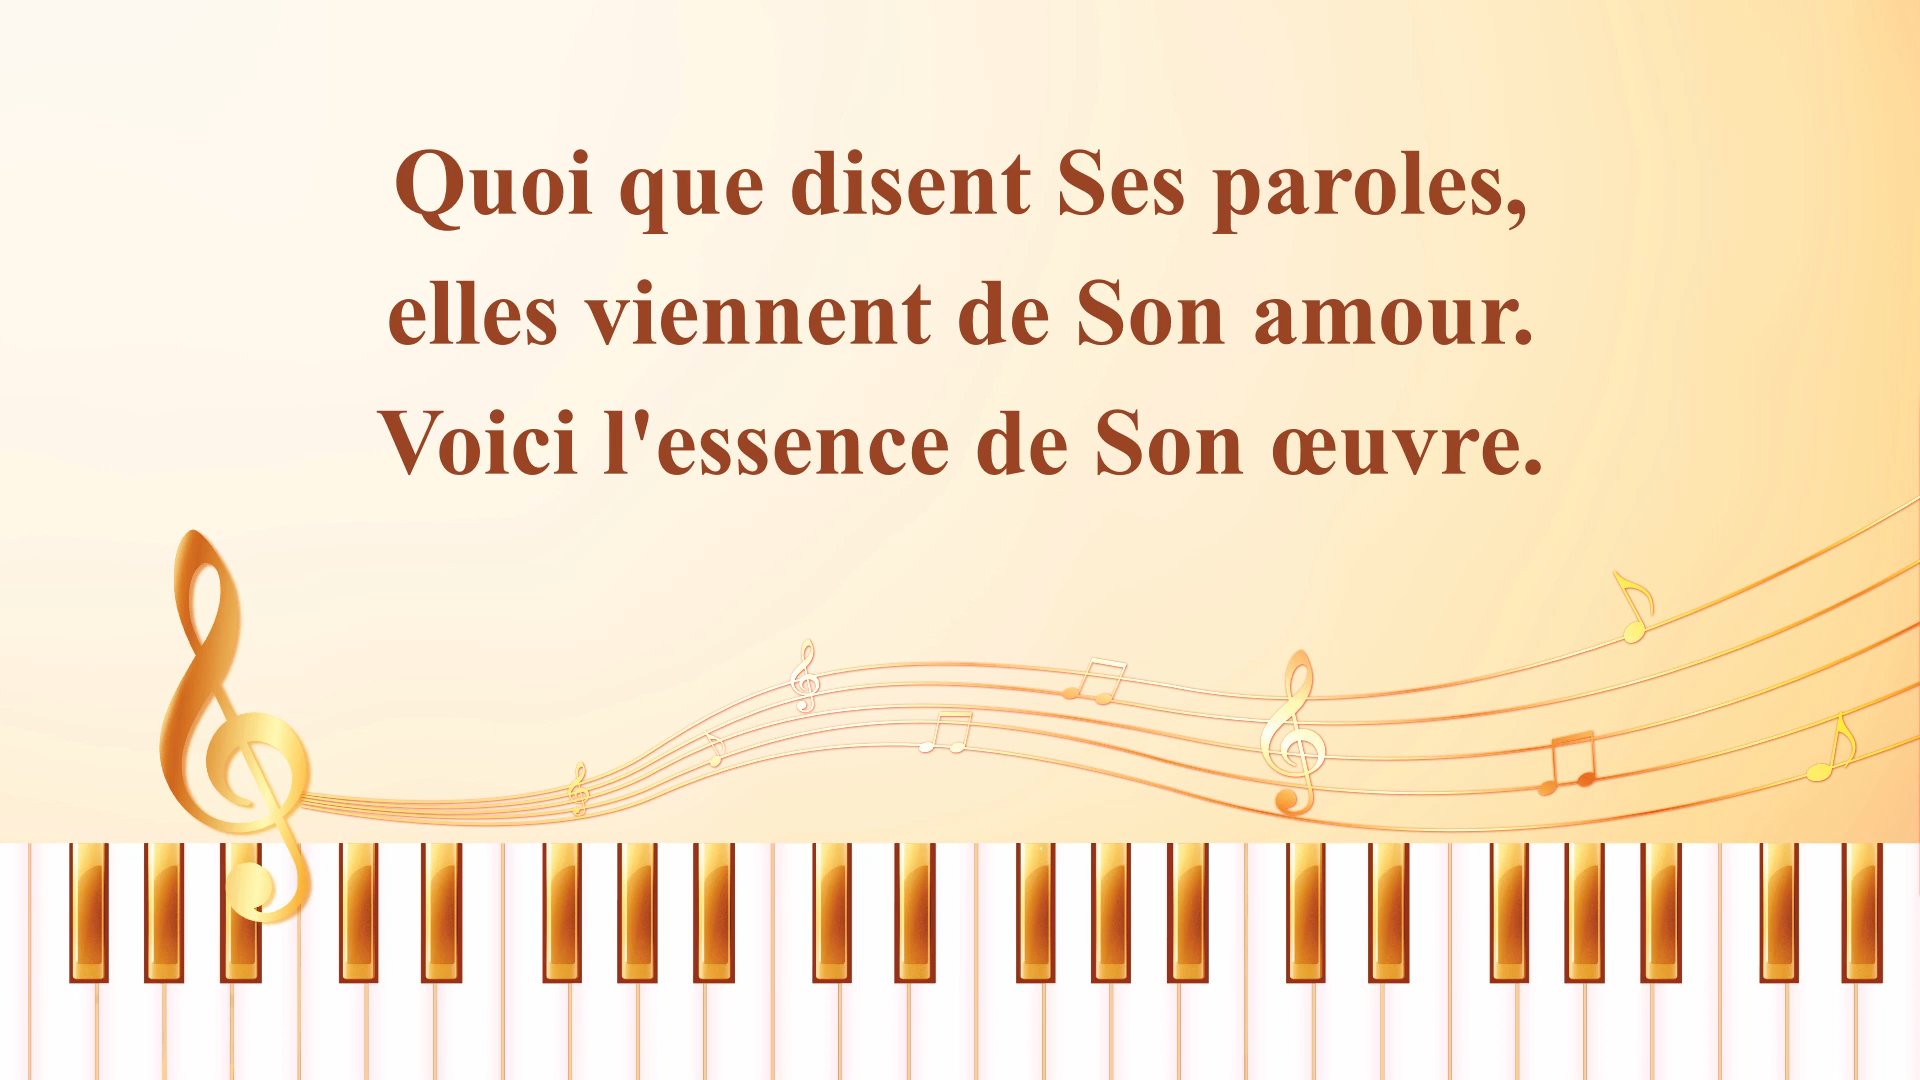 Quoi que disent Ses paroles,
elles viennent de Son amour.
Voici l'essence de Son œuvre.